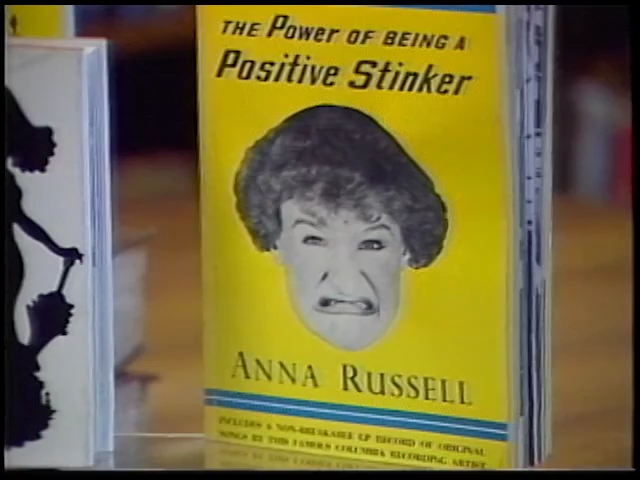 THE POWER OF BEING A
POSITIVE STINKER
ANNA RUSSELL
INCLUDES A NON-BREAKABLE LP RECORD OF ORIGINAL
SONGS BY THIS FAMOUS COLUMBIA RECORDING ARTIST